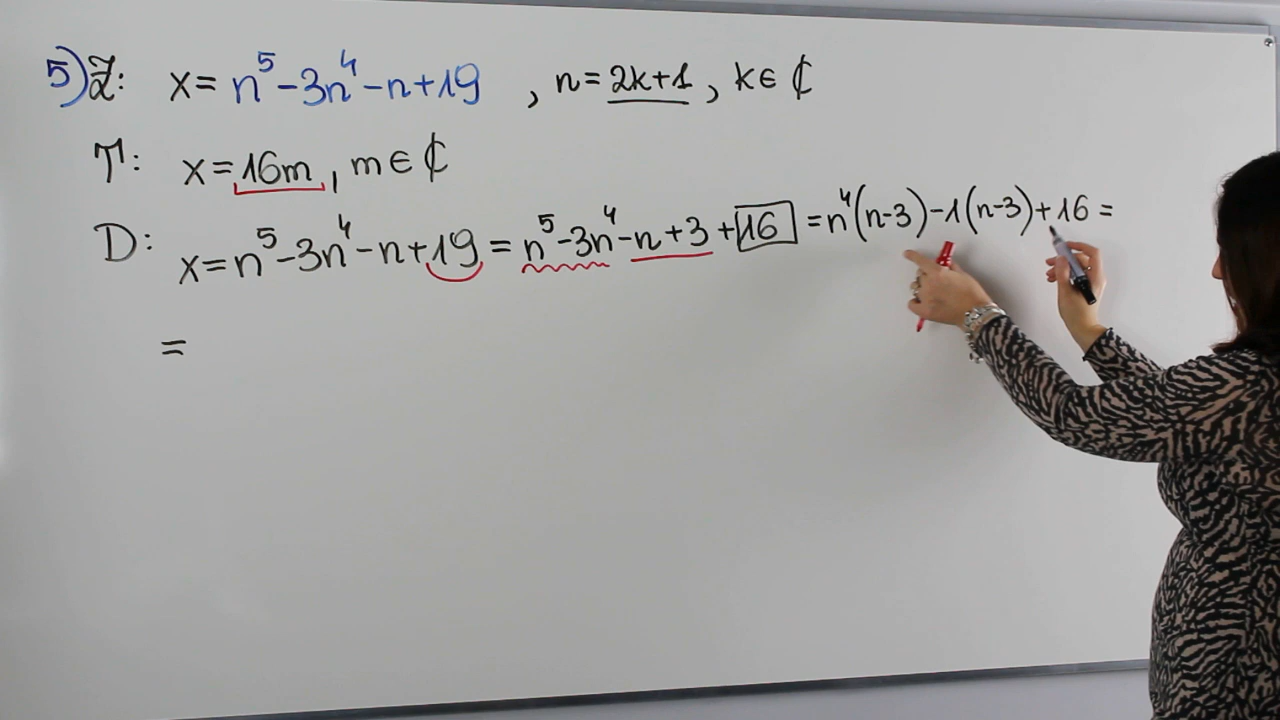 5) Z: x = n⁵-3n⁴-n+19 , n = 2k+1 , k ∈ ₵
T: x = 16m , m ∈ ₵
D: x = n⁵-3n⁴-n+19 = n⁵-3n⁴-n+3+16 = n⁴(n-3)-1(n-3)+16 =
=